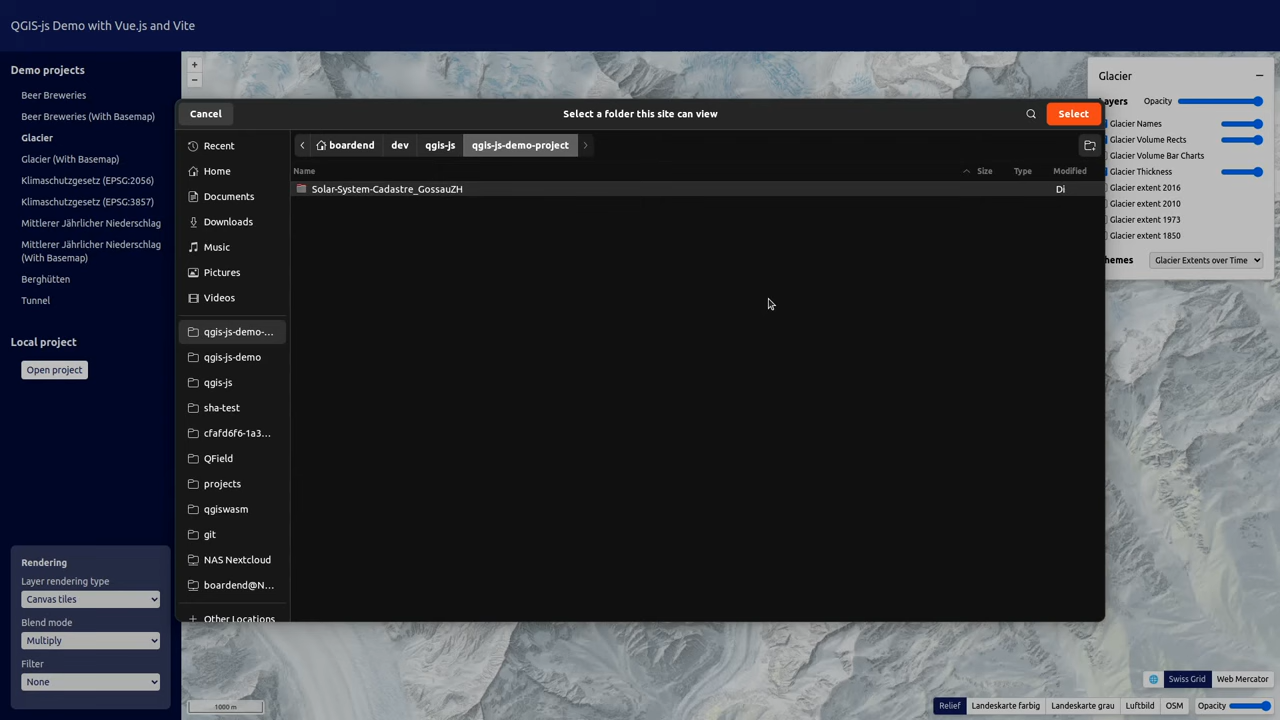 QGIS-js Demo with Vue.js and Vite
Demo projects
Beer Breweries
Beer Breweries (With Basemap)
Glacier
Glacier (With Basemap)
Klimaschutzgesetz (EPSG:2056)
Klimaschutzgesetz (EPSG:3857)
Mittlerer Jährlicher Niederschlag
Mittlerer Jährlicher Niederschlag
(With Basemap)
Berghütten
Tunnel
Local project
Open project
Rendering
Layer rendering type
Canvas tiles
Blend mode
Multiply
Filter
None
+
−
Cancel
Select a folder this site can view
Select
Recent
Home
Documents
Downloads
Music
Pictures
Videos
qgis-js-demo-...
qgis-js-demo
qgis-js
sha-test
cfafd6f6-1a3...
QField
projects
qgiswasm
git
NAS Nextcloud
boardend@N...
+ Other Locations
boardend dev qgis-js qgis-js-demo-project
Name Size Type Modified
Solar-System-Cadastre_GossauZH Di
Glacier −
Opacity
Glacier Names
Glacier Volume Rects
Glacier Volume Bar Charts
Glacier Thickness
Glacier extent 2016
Glacier extent 2010
Glacier extent 1973
Glacier extent 1850
Glacier Extents over Time
1000 m
Swiss Grid Web Mercator
Relief Landeskarte farbig Landeskarte grau Luftbild OSM Opacity